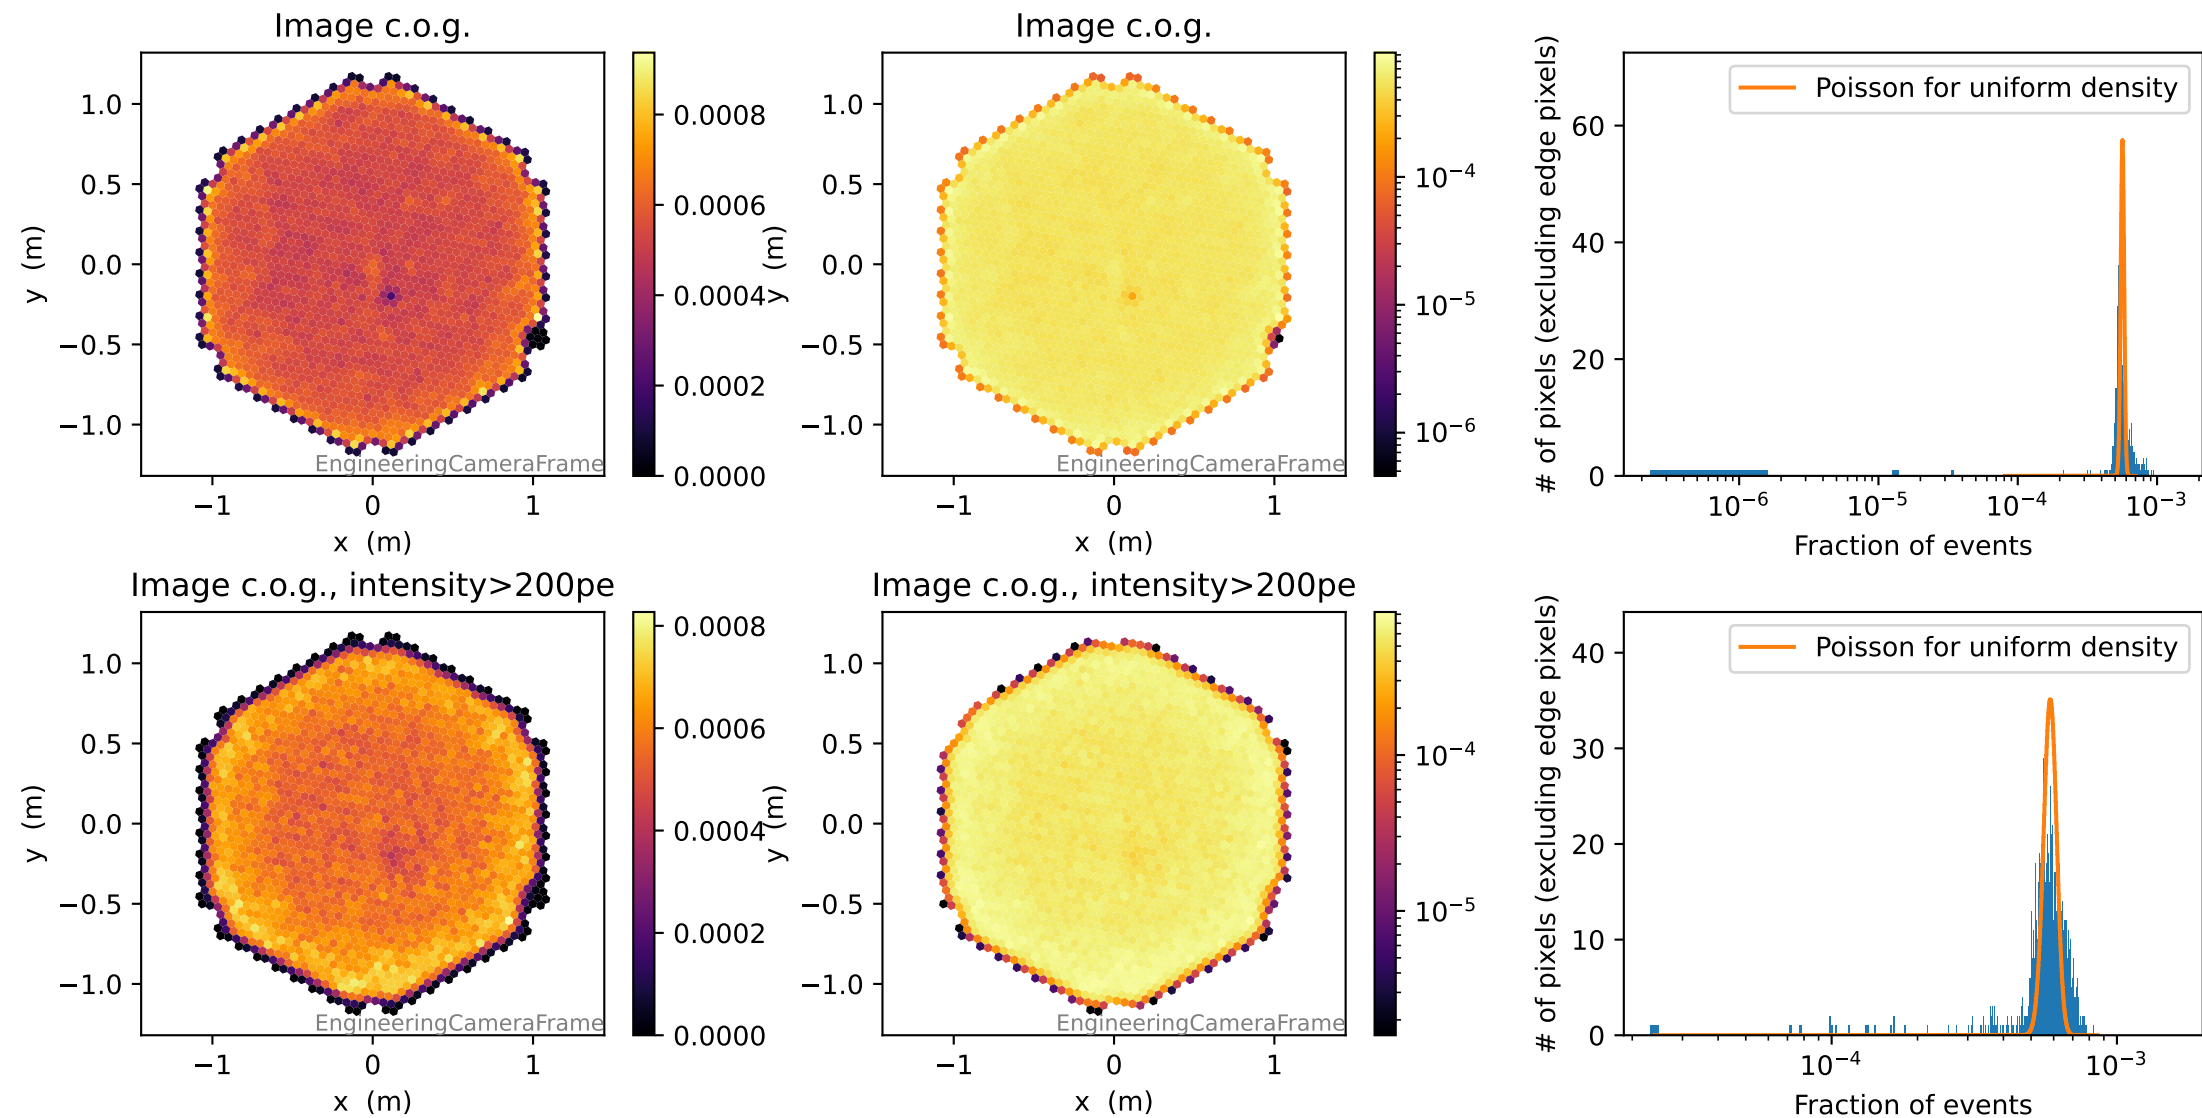 Image c.o.g.
1.0
0.5
0.0
−0.5
−1.0
y (m)
−1
0
1
x (m)
EngineeringCameraFrame
0.0008
0.0006
0.0004
0.0002
0.0000
Image c.o.g.
1.0
0.5
0.0
−0.5
−1.0
y (m)
−1
0
1
x (m)
EngineeringCameraFrame
10⁻⁴
10⁻⁵
10⁻⁶
Poisson for uniform density
# of pixels (excluding edge pixels)
60
40
20
0
10⁻⁶
10⁻⁵
10⁻⁴
10⁻³
Fraction of events
Image c.o.g., intensity>200pe
1.0
0.5
0.0
−0.5
−1.0
y (m)
−1
0
1
x (m)
EngineeringCameraFrame
0.0008
0.0006
0.0004
0.0002
0.0000
Image c.o.g., intensity>200pe
1.0
0.5
0.0
−0.5
−1.0
y (m)
−1
0
1
x (m)
EngineeringCameraFrame
10⁻⁴
10⁻⁵
Poisson for uniform density
# of pixels (excluding edge pixels)
40
30
20
10
0
10⁻⁴
10⁻³
Fraction of events